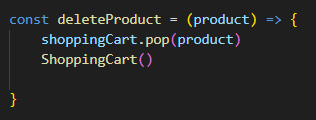 const deleteProduct = (product) => {
    shoppingCart.pop(product)
    ShoppingCart()
}